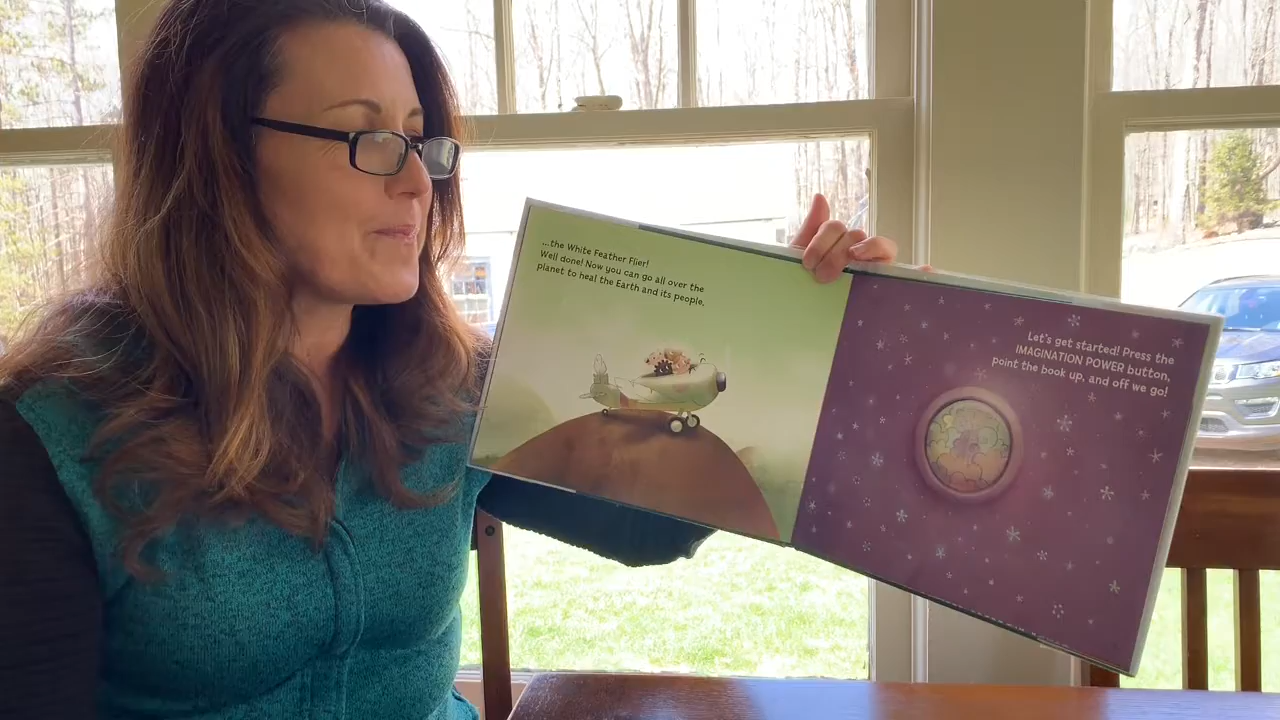 ...the White Feather Flier!
Well done! Now you can go all over the
planet to heal the Earth and its people,
Let's get started! Press the
IMAGINATION POWER button,
point the book up, and off we go!